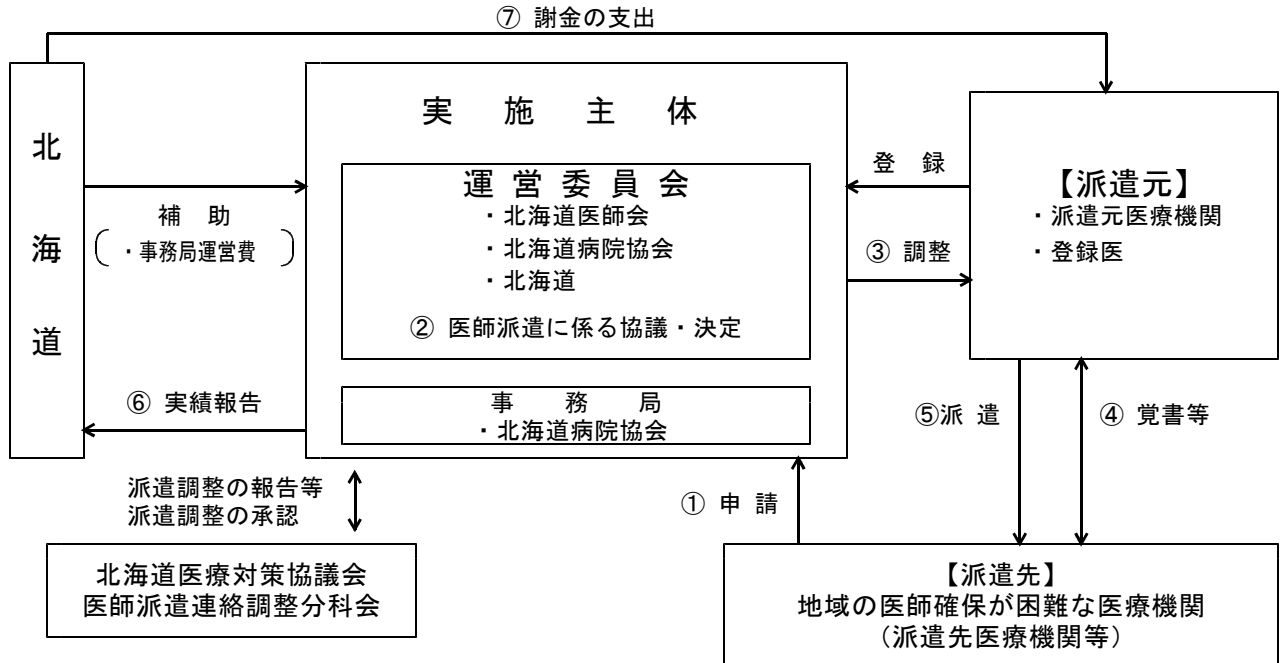 ⑦ 謝金の支出
北海道
実施主体
運営委員会
・北海道医師会
・北海道病院協会
・北海道
② 医師派遣に係る協議・決定
事務局
・北海道病院協会
補助
・事務局運営費
⑥ 実績報告
登録
③ 調整
【派遣元】
・派遣元医療機関
・登録医
⑤派遣
④ 覚書等
① 申請
派遣調整の報告等
派遣調整の承認
北海道医療対策協議会
医師派遣連絡調整分科会
【派遣先】
地域の医師確保が困難な医療機関
（派遣先医療機関等）